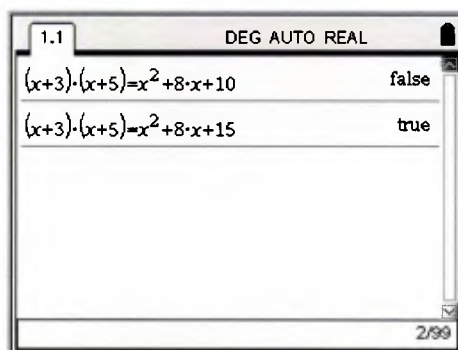 1.1 DEG AUTO REAL
(x+3)·(x+5)=x²+8·x+10 false
(x+3)·(x+5)=x²+8·x+15 true
2/99